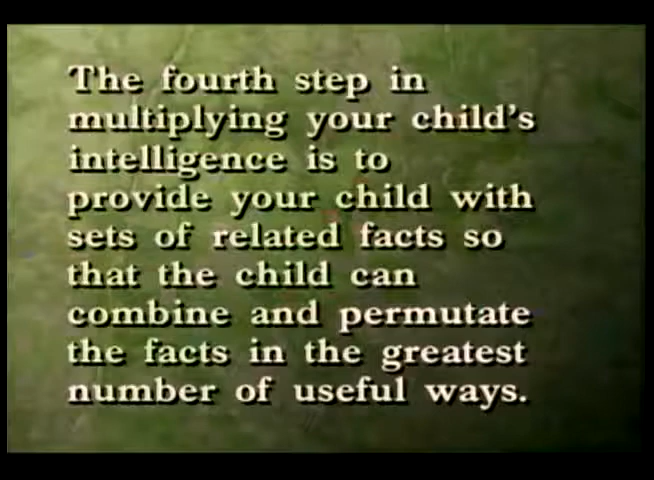 The fourth step in
multiplying your child's
intelligence is to
provide your child with
sets of related facts so
that the child can
combine and permutate
the facts in the greatest
number of useful ways.